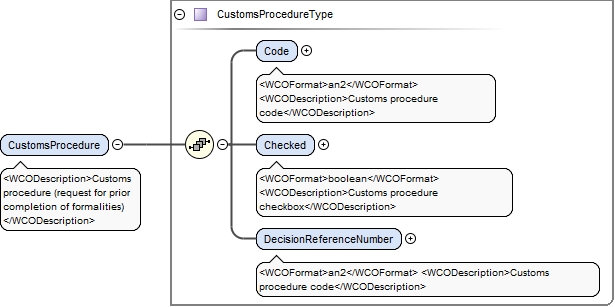 CustomsProcedureType
Code
<WCOFormat>an2</WCOFormat>
<WCODescription>Customs procedure
code</WCODescription>
CustomsProcedure
<WCODescription>Customs
procedure (request for prior
completion of formalities)
</WCODescription>
Checked
<WCOFormat>boolean</WCOFormat>
<WCODescription>Customs procedure
checkbox</WCODescription>
DecisionReferenceNumber
<WCOFormat>an2</WCOFormat> <WCODescription>Customs
procedure code</WCODescription>